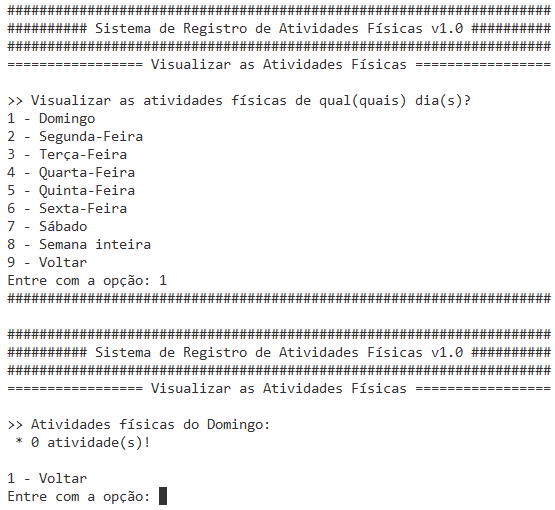 ####################################################################
########## Sistema de Registro de Atividades Físicas v1.0 ##########
####################################################################
================= Visualizar as Atividades Físicas =================
>> Visualizar as atividades físicas de qual(quais) dia(s)?
1 - Domingo
2 - Segunda-Feira
3 - Terça-Feira
4 - Quarta-Feira
5 - Quinta-Feira
6 - Sexta-Feira
7 - Sábado
8 - Semana inteira
9 - Voltar
Entre com a opção: 1
####################################################################
####################################################################
########## Sistema de Registro de Atividades Físicas v1.0 ##########
####################################################################
================= Visualizar as Atividades Físicas =================
>> Atividades físicas do Domingo:
 * 0 atividade(s)!
1 - Voltar
Entre com a opção: